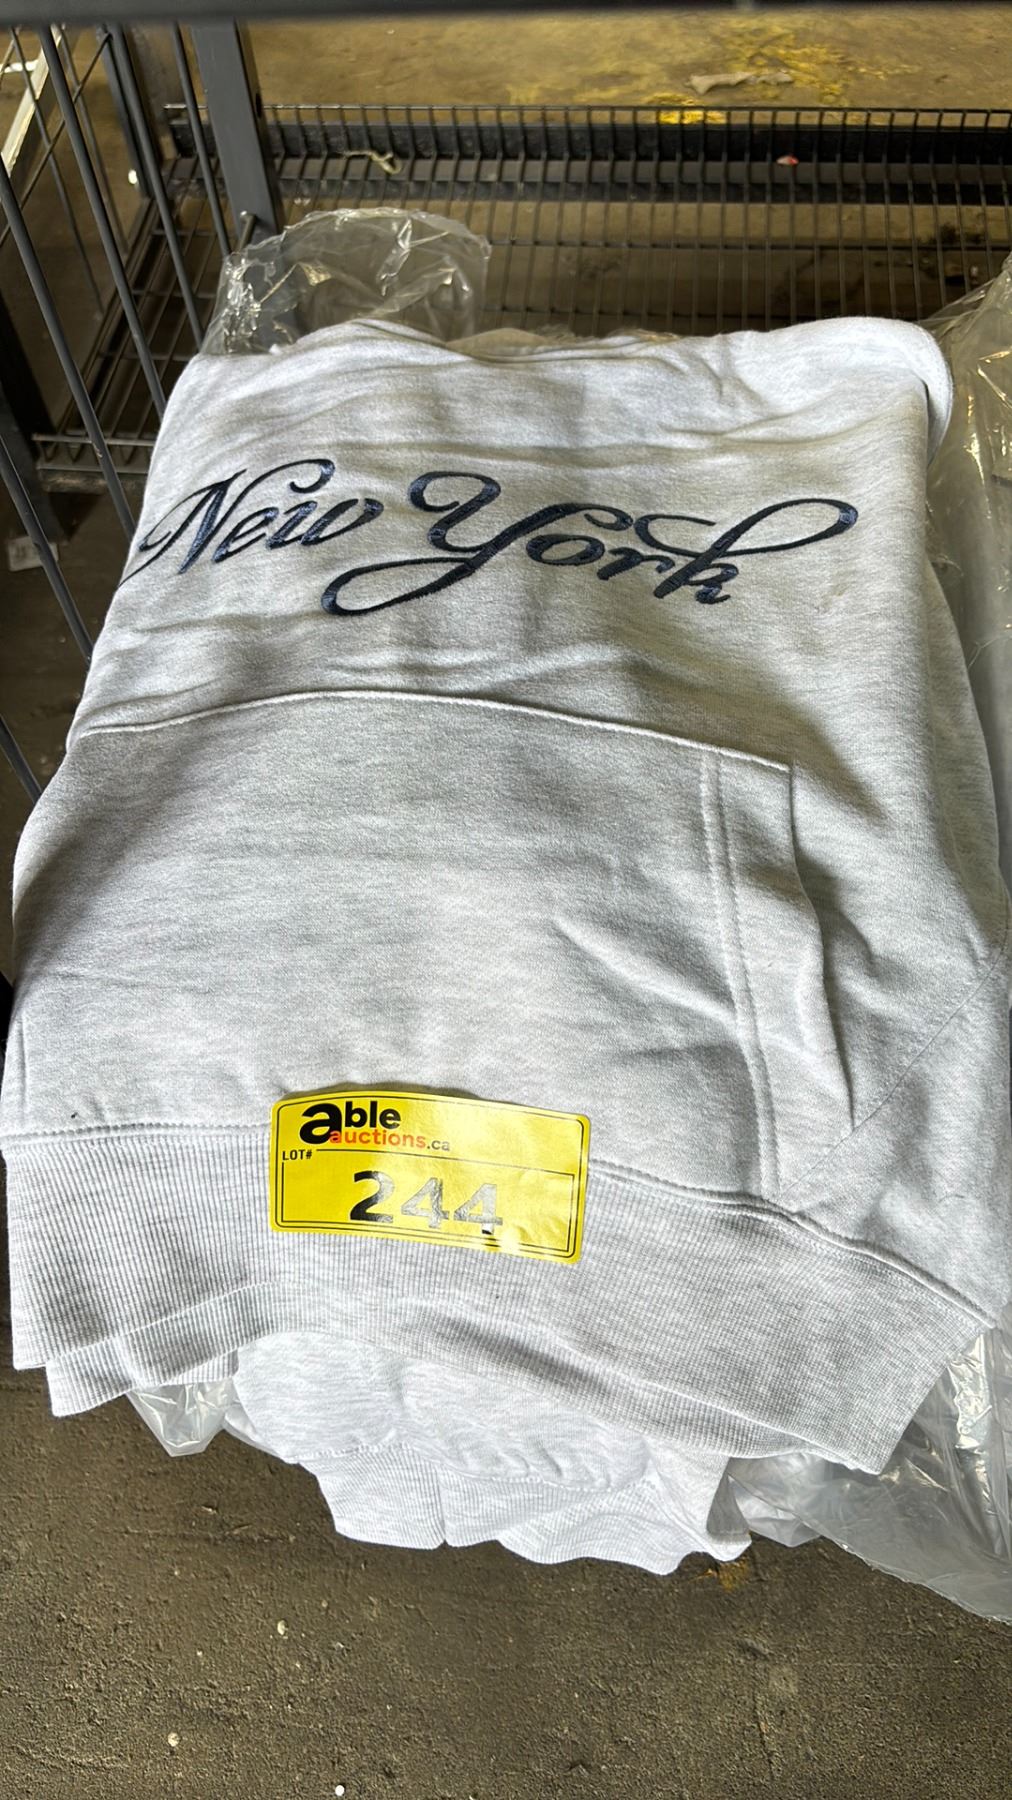 New York
able
auctions.ca
LOT#
244